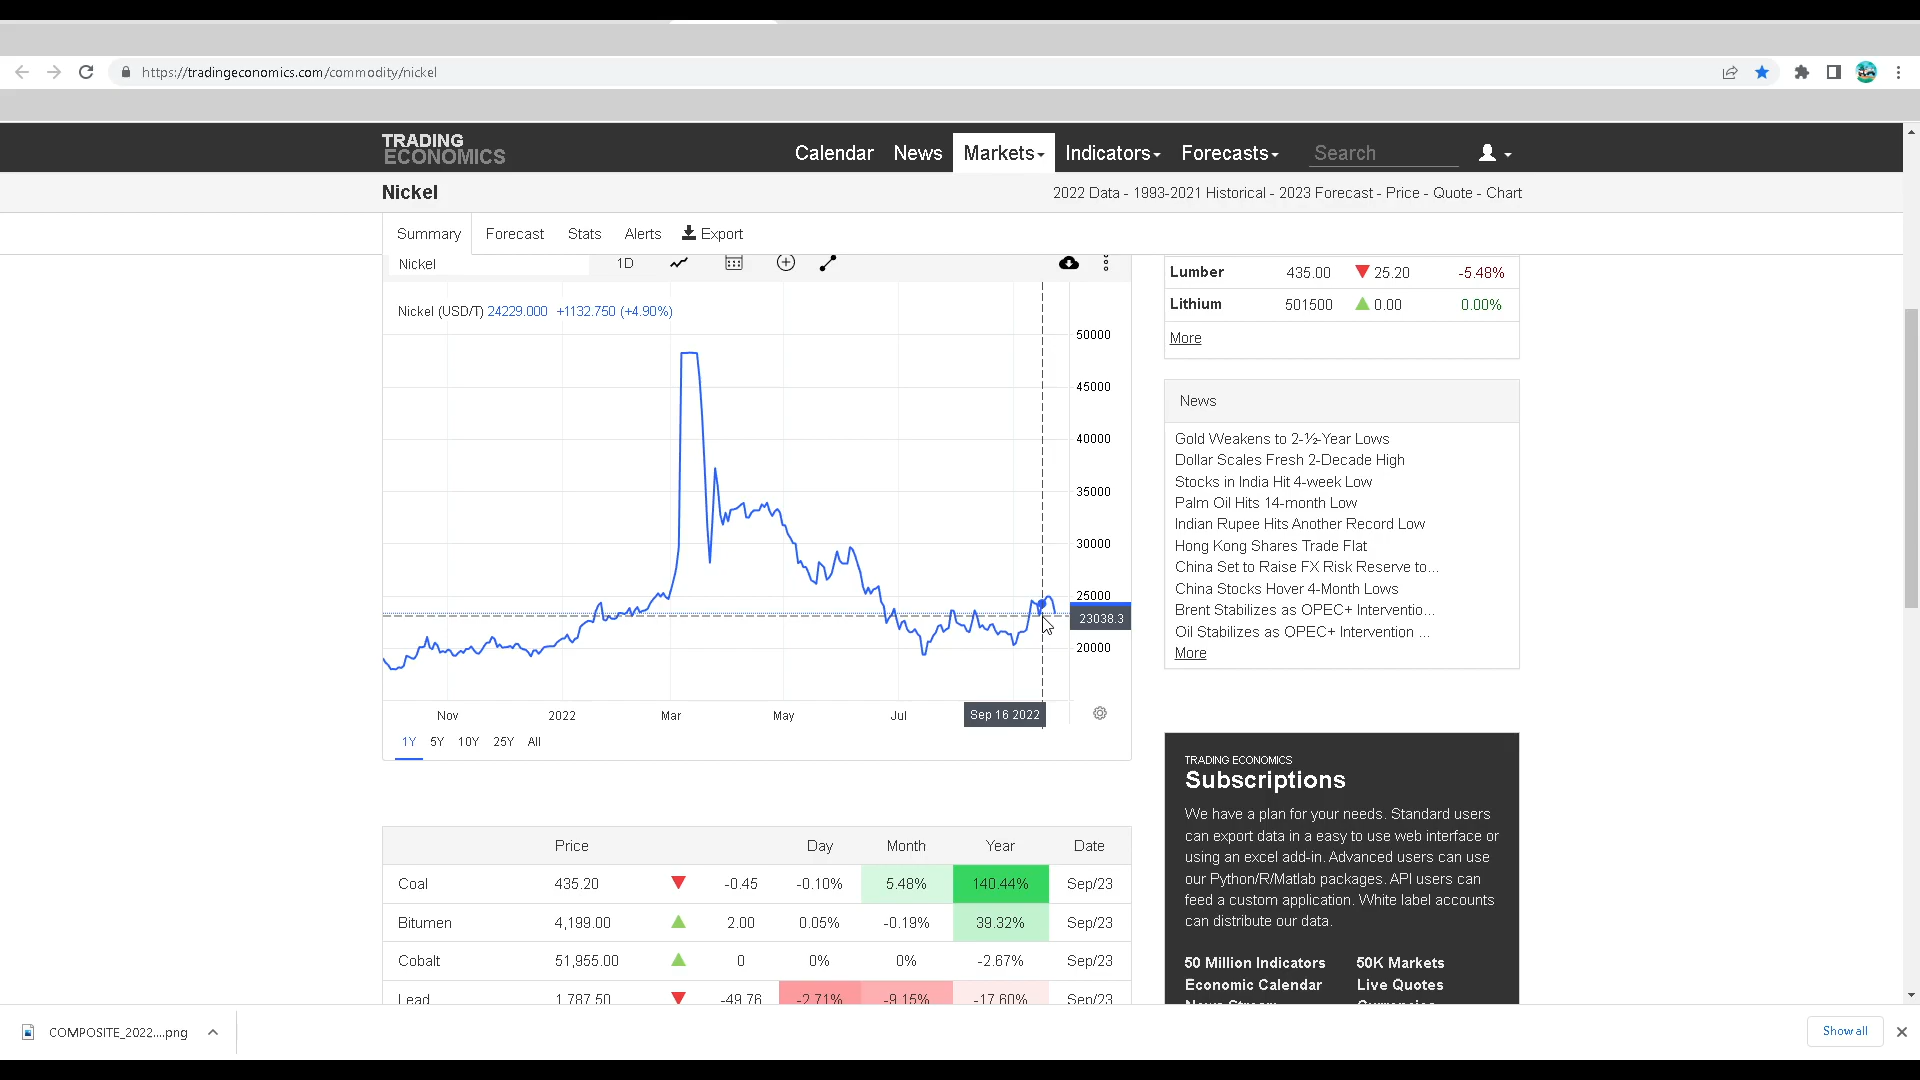 https://tradingeconomics.com/commodity/nickel
TRADING
ECONOMICS
Calendar News Markets Indicators Forecasts Search
Nickel
2022 Data - 1993-2021 Historical - 2023 Forecast - Price - Quote - Chart
Summary Forecast Stats Alerts Export
Nickel 1D
Nickel (USD/T) 24229.000 +1132.750 (+4.90%)
50000
45000
40000
35000
30000
25000
23038.3
20000
Nov 2022 Mar May Jul Sep 16 2022
1Y 5Y 10Y 25Y All
Lumber 435.00 25.20 -5.48%
Lithium 501500 0.00 0.00%
More
News
Gold Weakens to 2-½-Year Lows
Dollar Scales Fresh 2-Decade High
Stocks in India Hit 4-week Low
Palm Oil Hits 14-month Low
Indian Rupee Hits Another Record Low
Hong Kong Shares Trade Flat
China Set to Raise FX Risk Reserve to...
China Stocks Hover 4-Month Lows
Brent Stabilizes as OPEC+ Interventio...
Oil Stabilizes as OPEC+ Intervention ...
More
Price Day Month Year Date
Coal 435.20 -0.45 -0.10% 5.48% 140.44% Sep/23
Bitumen 4,199.00 2.00 0.05% -0.19% 39.32% Sep/23
Cobalt 51,955.00 0 0% 0% -2.67% Sep/23
Lead 1,787.50 -49.76 -2.71% -9.15% -17.60% Sep/23
TRADING ECONOMICS
Subscriptions
We have a plan for your needs. Standard users
can export data in a easy to use web interface or
using an excel add-in. Advanced users can use
our Python/R/Matlab packages. API users can
feed a custom application. White label accounts
can distribute our data.
50 Million Indicators 50K Markets
Economic Calendar Live Quotes
News Stream Currencies
COMPOSITE_2022....png
Show all